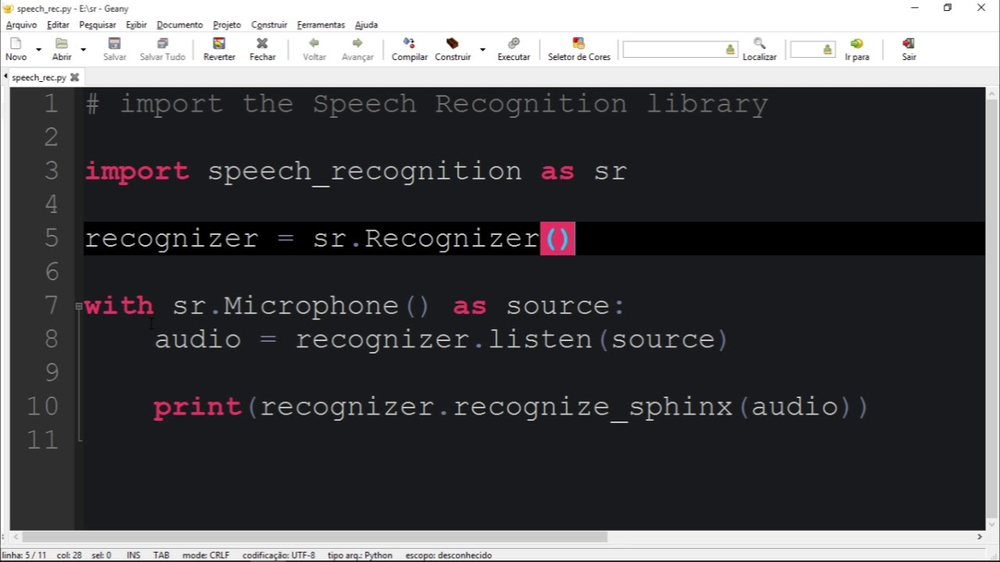 speech_rec.py - E:\sr - Geany
Arquivo Editar Pesquisar Exibir Documento Projeto Construir Ferramentas Ajuda
Novo Abrir Salvar Salvar Tudo Reverter Fechar Voltar Avançar Compilar Construir Executar Seletor de Cores Localizar Ir para Sair
speech_rec.py
1 # import the Speech Recognition library
2
3 import speech_recognition as sr
4
5 recognizer = sr.Recognizer()
6
7 with sr.Microphone() as source:
8     audio = recognizer.listen(source)
9
10     print(recognizer.recognize_sphinx(audio))
11
linha: 5 / 11 col: 28 sel: 0 INS TAB mode: CRLF codificação: UTF-8 tipo arq.: Python escopo: desconhecido